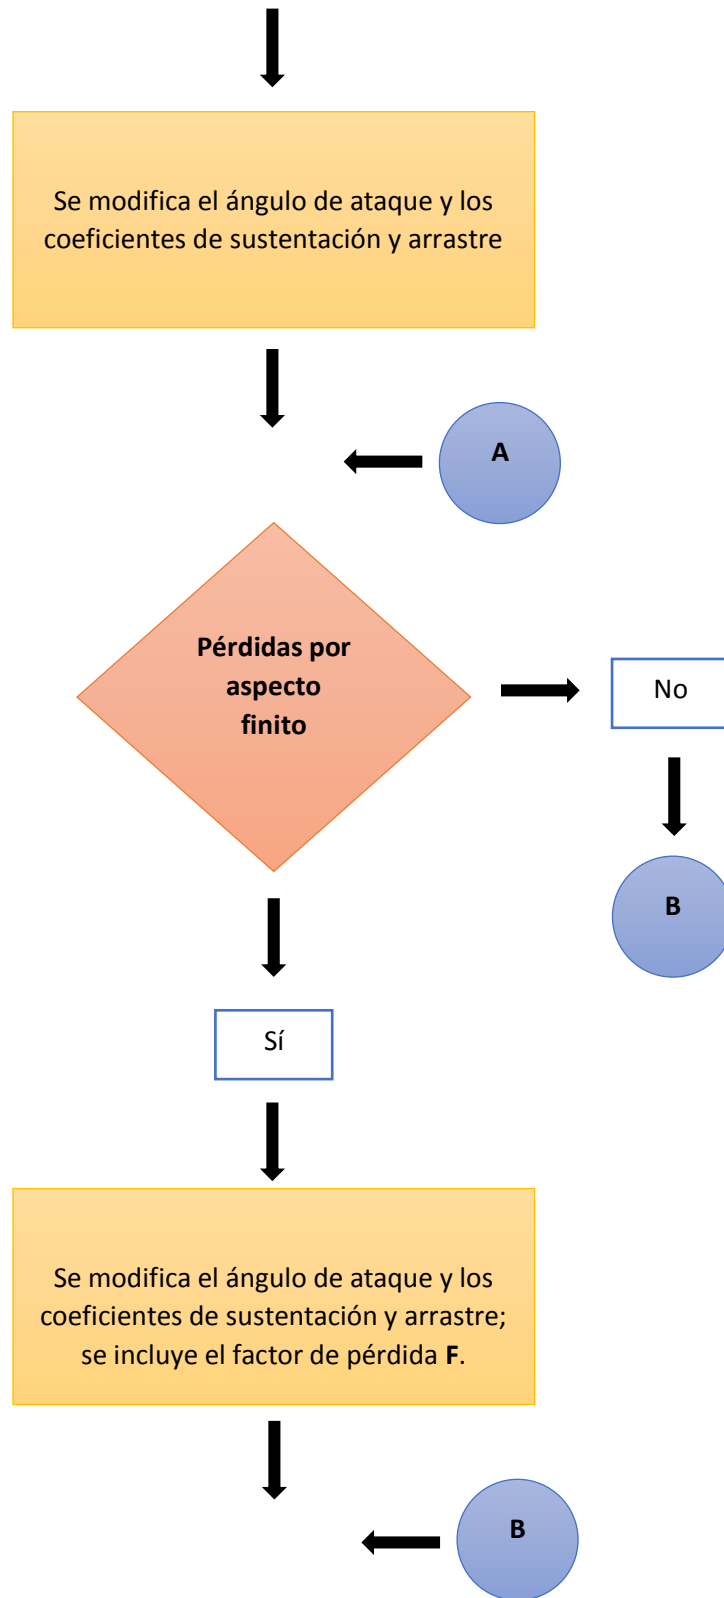 Se modifica el ángulo de ataque y los
coeficientes de sustentación y arrastre
A
Pérdidas por
aspecto
finito
No
B
Sí
Se modifica el ángulo de ataque y los
coeficientes de sustentación y arrastre;
se incluye el factor de pérdida F.
B